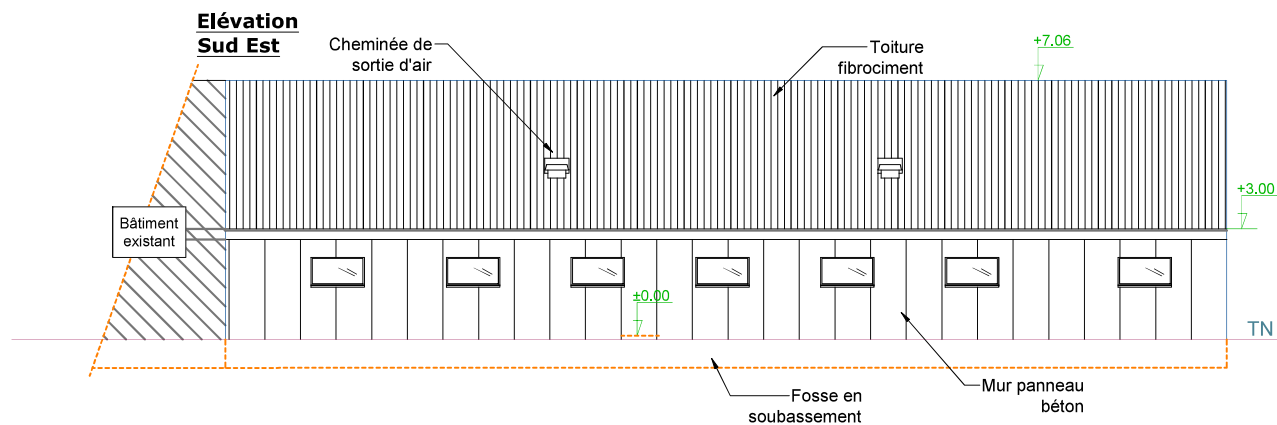 Elévation
Sud Est
Cheminée de
sortie d'air
Toiture
fibrociment
+7.06
+3.00
Bâtiment
existant
±0.00
TN
Mur panneau
béton
Fosse en
soubassement